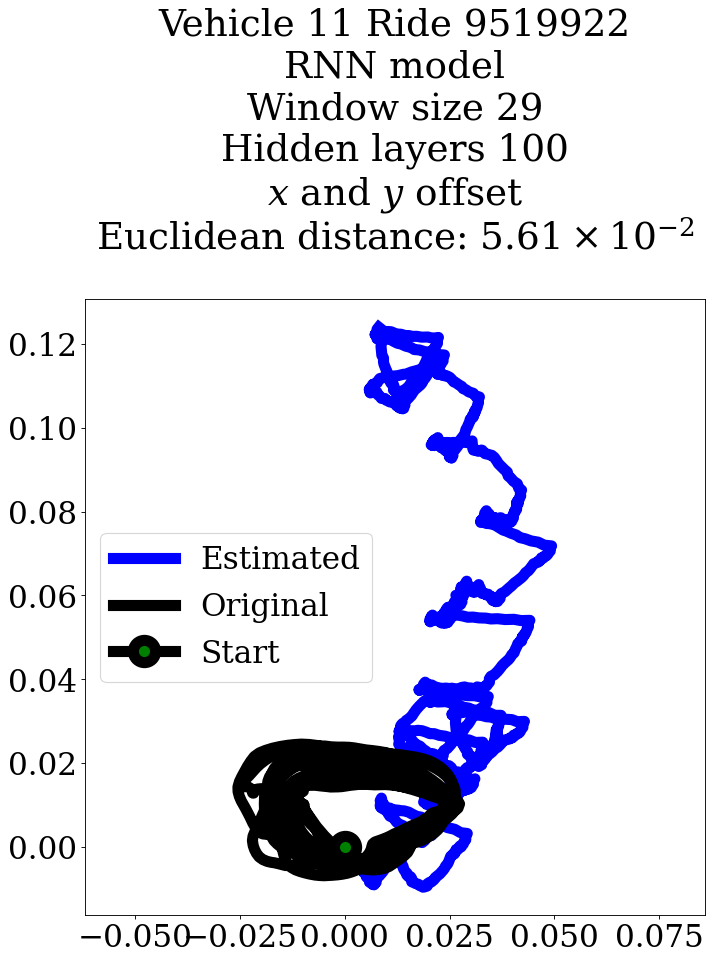 Vehicle 11 Ride 9519922
RNN model
Window size 29
Hidden layers 100
x and y offset
Euclidean distance: 5.61 × 10⁻²
0.12
0.10
0.08
0.06
0.04
0.02
0.00
Estimated
Original
Start
−0.050 −0.025 0.000 0.025 0.050 0.075